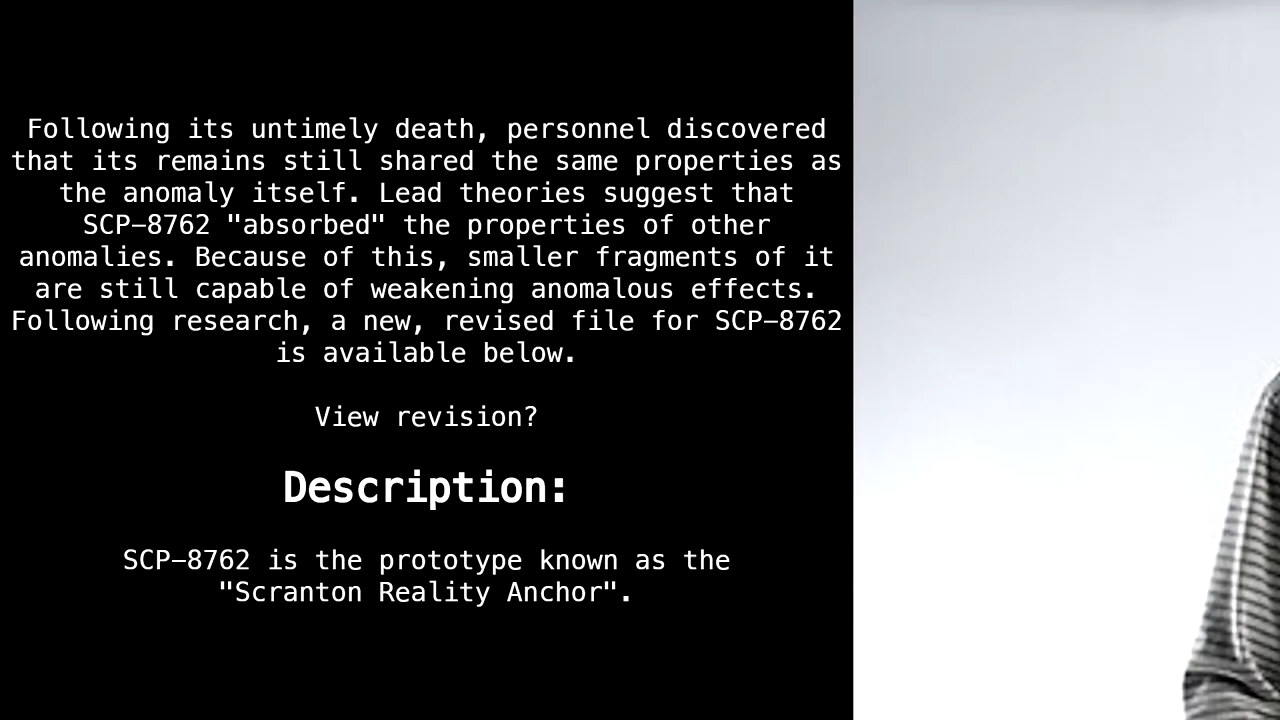 Following its untimely death, personnel discovered
that its remains still shared the same properties as
the anomaly itself. Lead theories suggest that
SCP-8762 "absorbed" the properties of other
anomalies. Because of this, smaller fragments of it
are still capable of weakening anomalous effects.
Following research, a new, revised file for SCP-8762
is available below.
View revision?
Description:
SCP-8762 is the prototype known as the
"Scranton Reality Anchor".